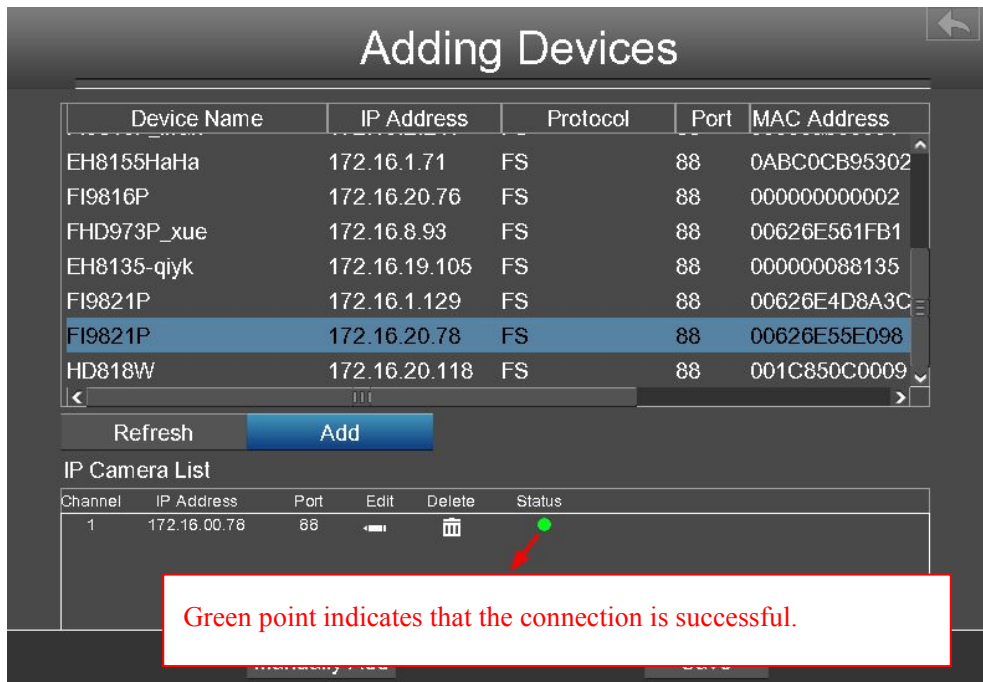 Adding Devices
Device Name IP Address Protocol Port MAC Address
EH8155HaHa 172.16.1.71 FS 88 0ABC0CB95302
FI9816P 172.16.20.76 FS 88 000000000002
FHD973P_xue 172.16.8.93 FS 88 00626E561FB1
EH8135-qiyk 172.16.19.105 FS 88 000000088135
FI9821P 172.16.1.129 FS 88 00626E4D8A3C
FI9821P 172.16.20.78 FS 88 00626E55E098
HD818W 172.16.20.118 FS 88 001C850C0009
Refresh Add
IP Camera List
Channel IP Address Port Edit Delete Status
1 172.16.00.78 88
Green point indicates that the connection is successful.